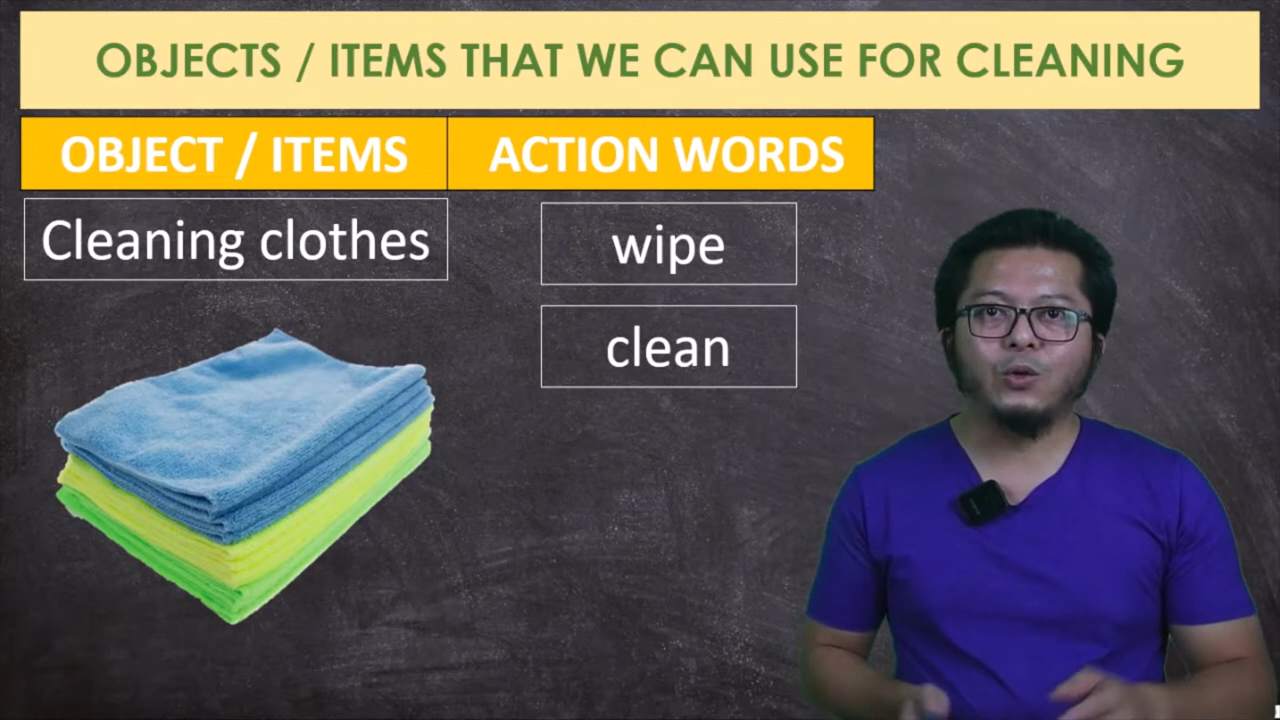 OBJECTS / ITEMS THAT WE CAN USE FOR CLEANING
OBJECT / ITEMS
ACTION WORDS
Cleaning clothes
wipe
clean